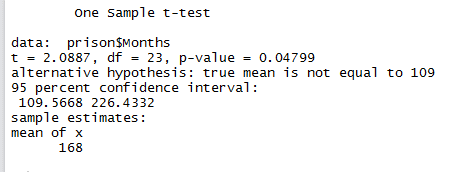 One Sample t-test
data:  prison$Months
t = 2.0887, df = 23, p-value = 0.04799
alternative hypothesis: true mean is not equal to 109
95 percent confidence interval:
109.5668 226.4332
sample estimates:
mean of x
168